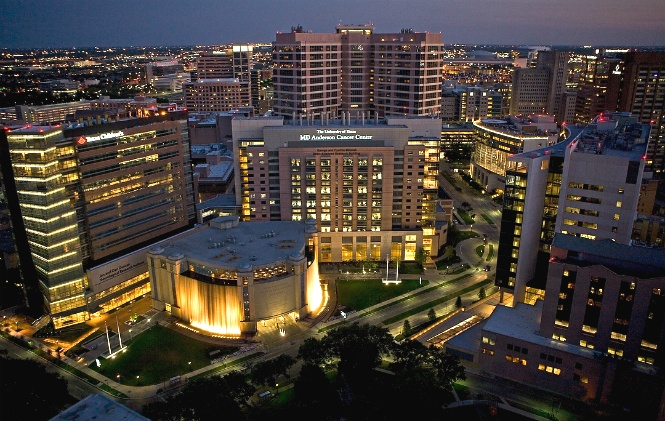 Texas Children's
The University of Texas
MD Anderson Cancer Center